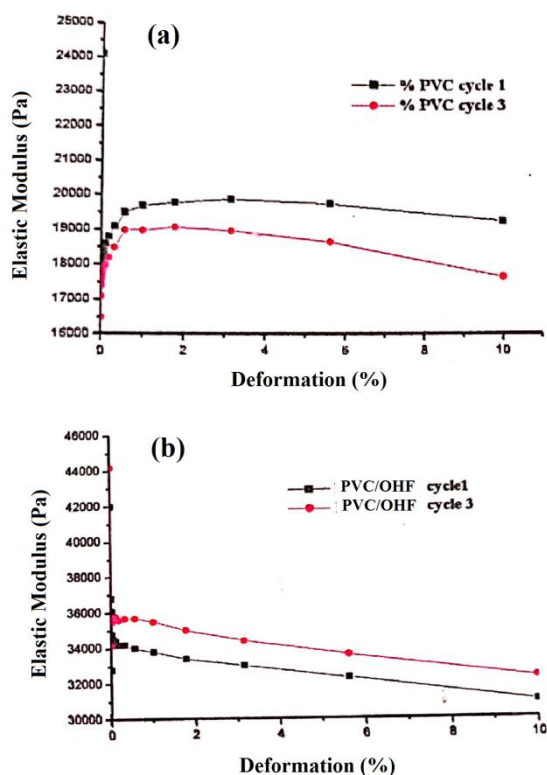 (a)
25000
24000
23000
22000
21000
20000
19000
18000
17000
16000
Elastic Modulus (Pa)
% PVC cycle 1
% PVC cycle 3
0 2 4 6 8 10
Deformation (%)
(b)
46000
44000
42000
40000
38000
36000
34000
32000
30000
Elastic Modulus (Pa)
PVC/OHF cycle1
PVC/OHF cycle 3
0 2 4 6 8 10
Deformation (%)